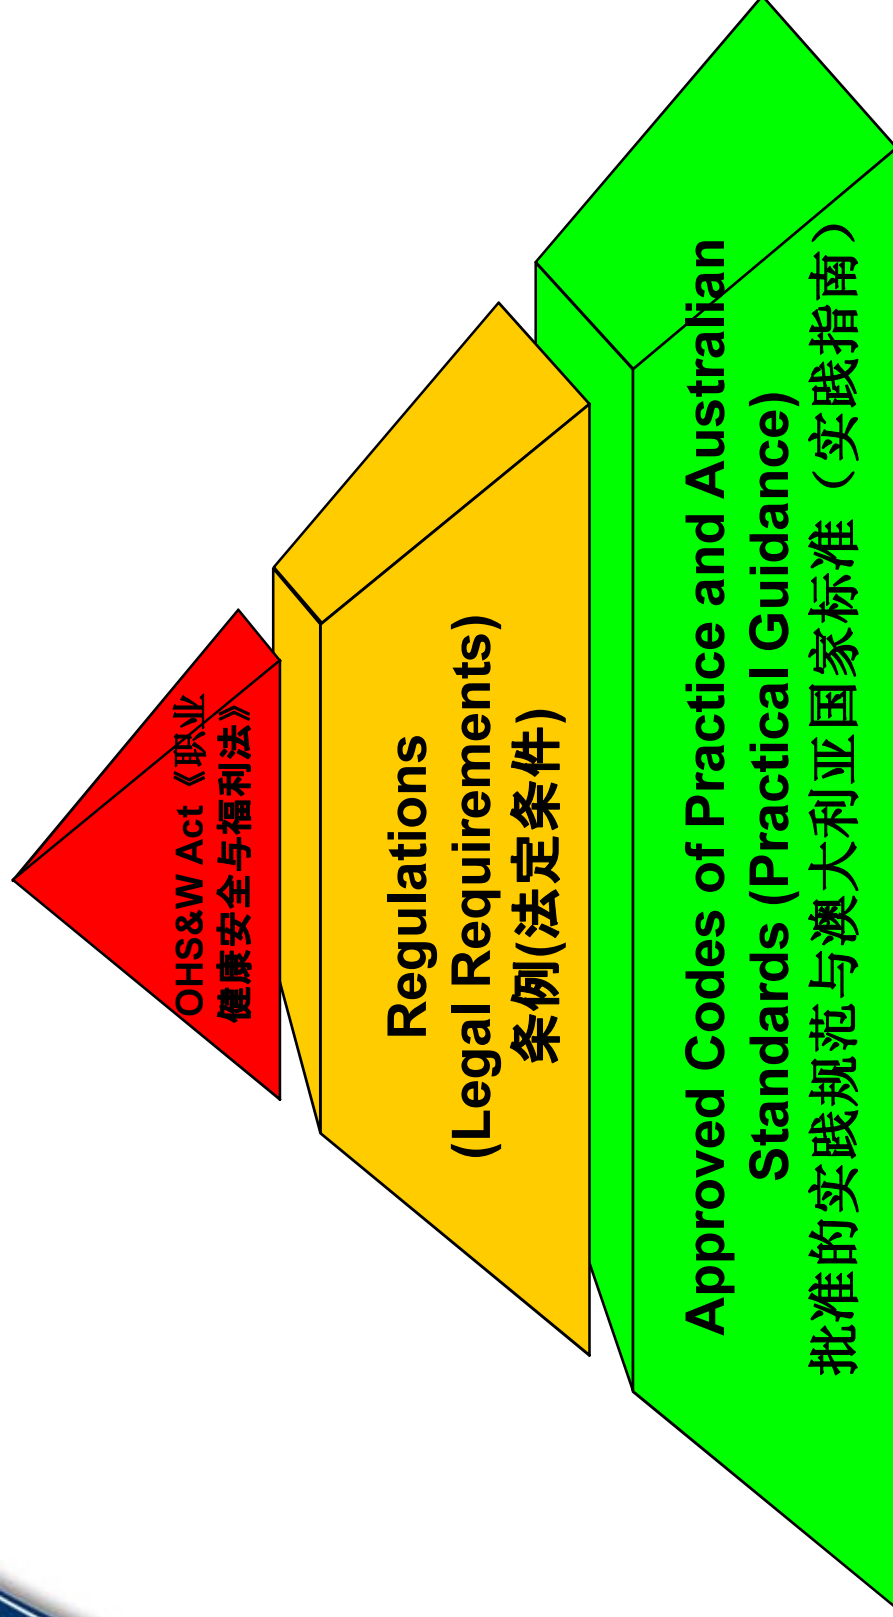 OHS&W Act《职业
健康安全与福利法》
Regulations
(Legal Requirements)
条例(法定条件)
Approved Codes of Practice and Australian
Standards (Practical Guidance)
批准的实践规范与澳大利亚国家标准（实践指南）